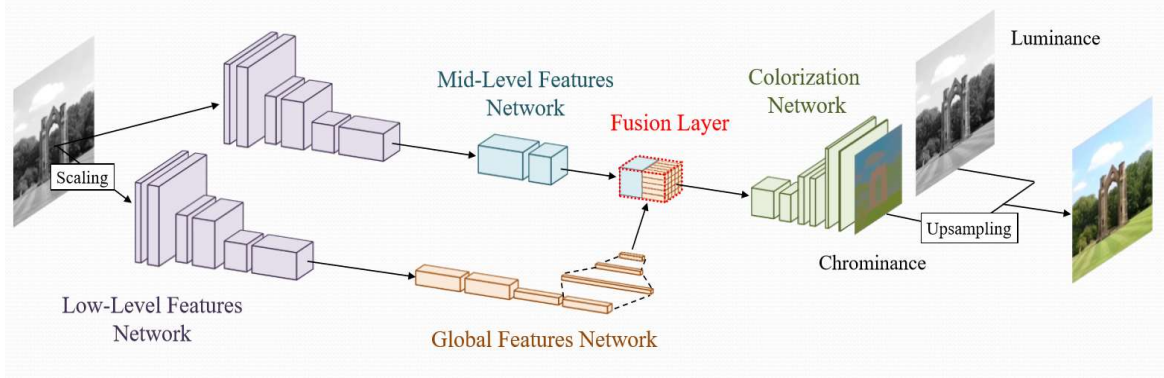 Scaling
Low-Level Features
Network
Mid-Level Features
Network
Global Features Network
Fusion Layer
Colorization
Network
Chrominance
Luminance
Upsampling